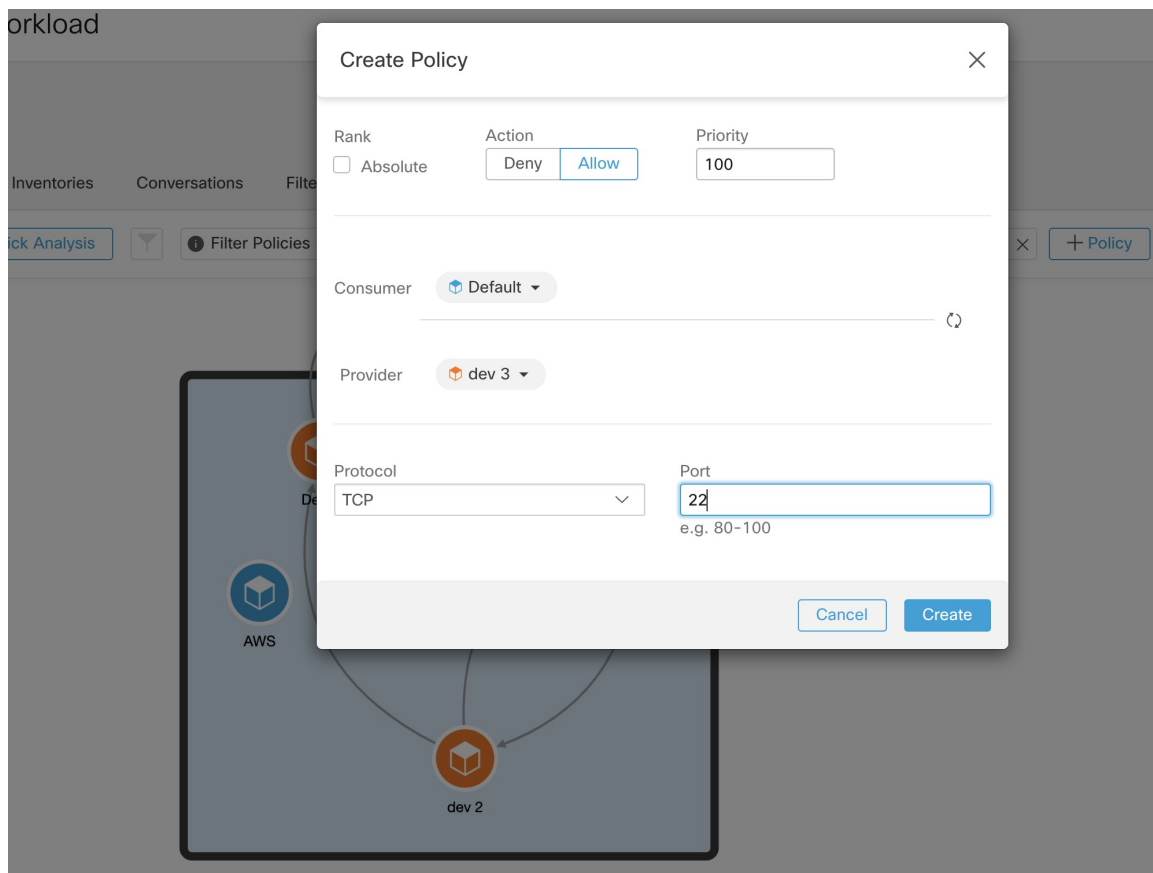 orkload
Create Policy
Rank
Action
Priority
Absolute
Deny
Allow
100
Inventories
Conversations
Filte
ick Analysis
Filter Policies
+ Policy
Consumer
Default
Provider
dev 3
Protocol
Port
TCP
22
e.g. 80-100
De
Cancel
Create
AWS
dev 2